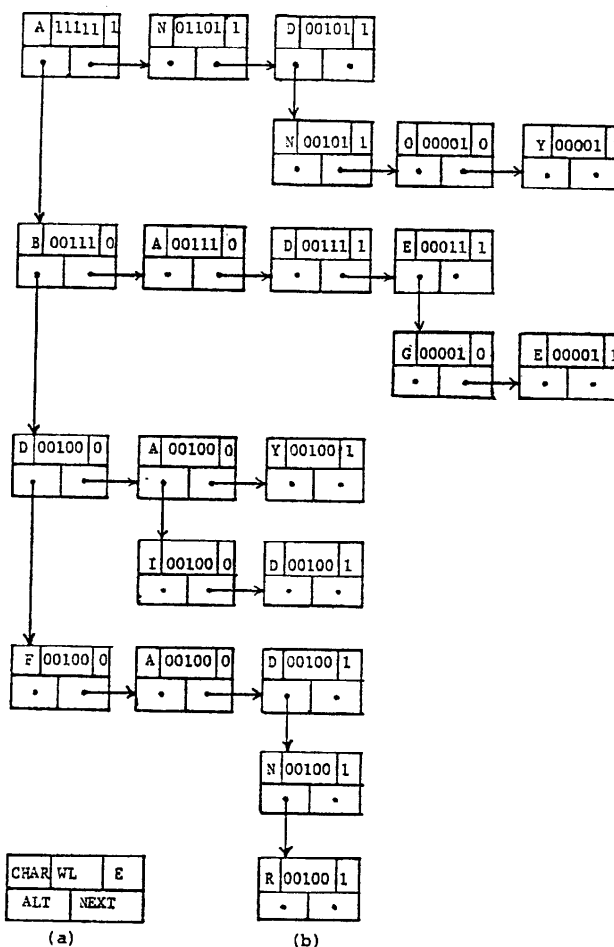 A 11111 1 N 01101 1 D 00101 1
N 00101 1 O 00001 0 Y 00001 1
B 00111 0 A 00111 0 D 00111 1 E 00011 1
G 00001 0 E 00001 1
D 00100 0 A 00100 0 Y 00100 1
I 00100 0 D 00100 1
F 00100 0 A 00100 0 D 00100 1
N 00100 1
R 00100 1
CHAR WL E
ALT NEXT
(a) (b)